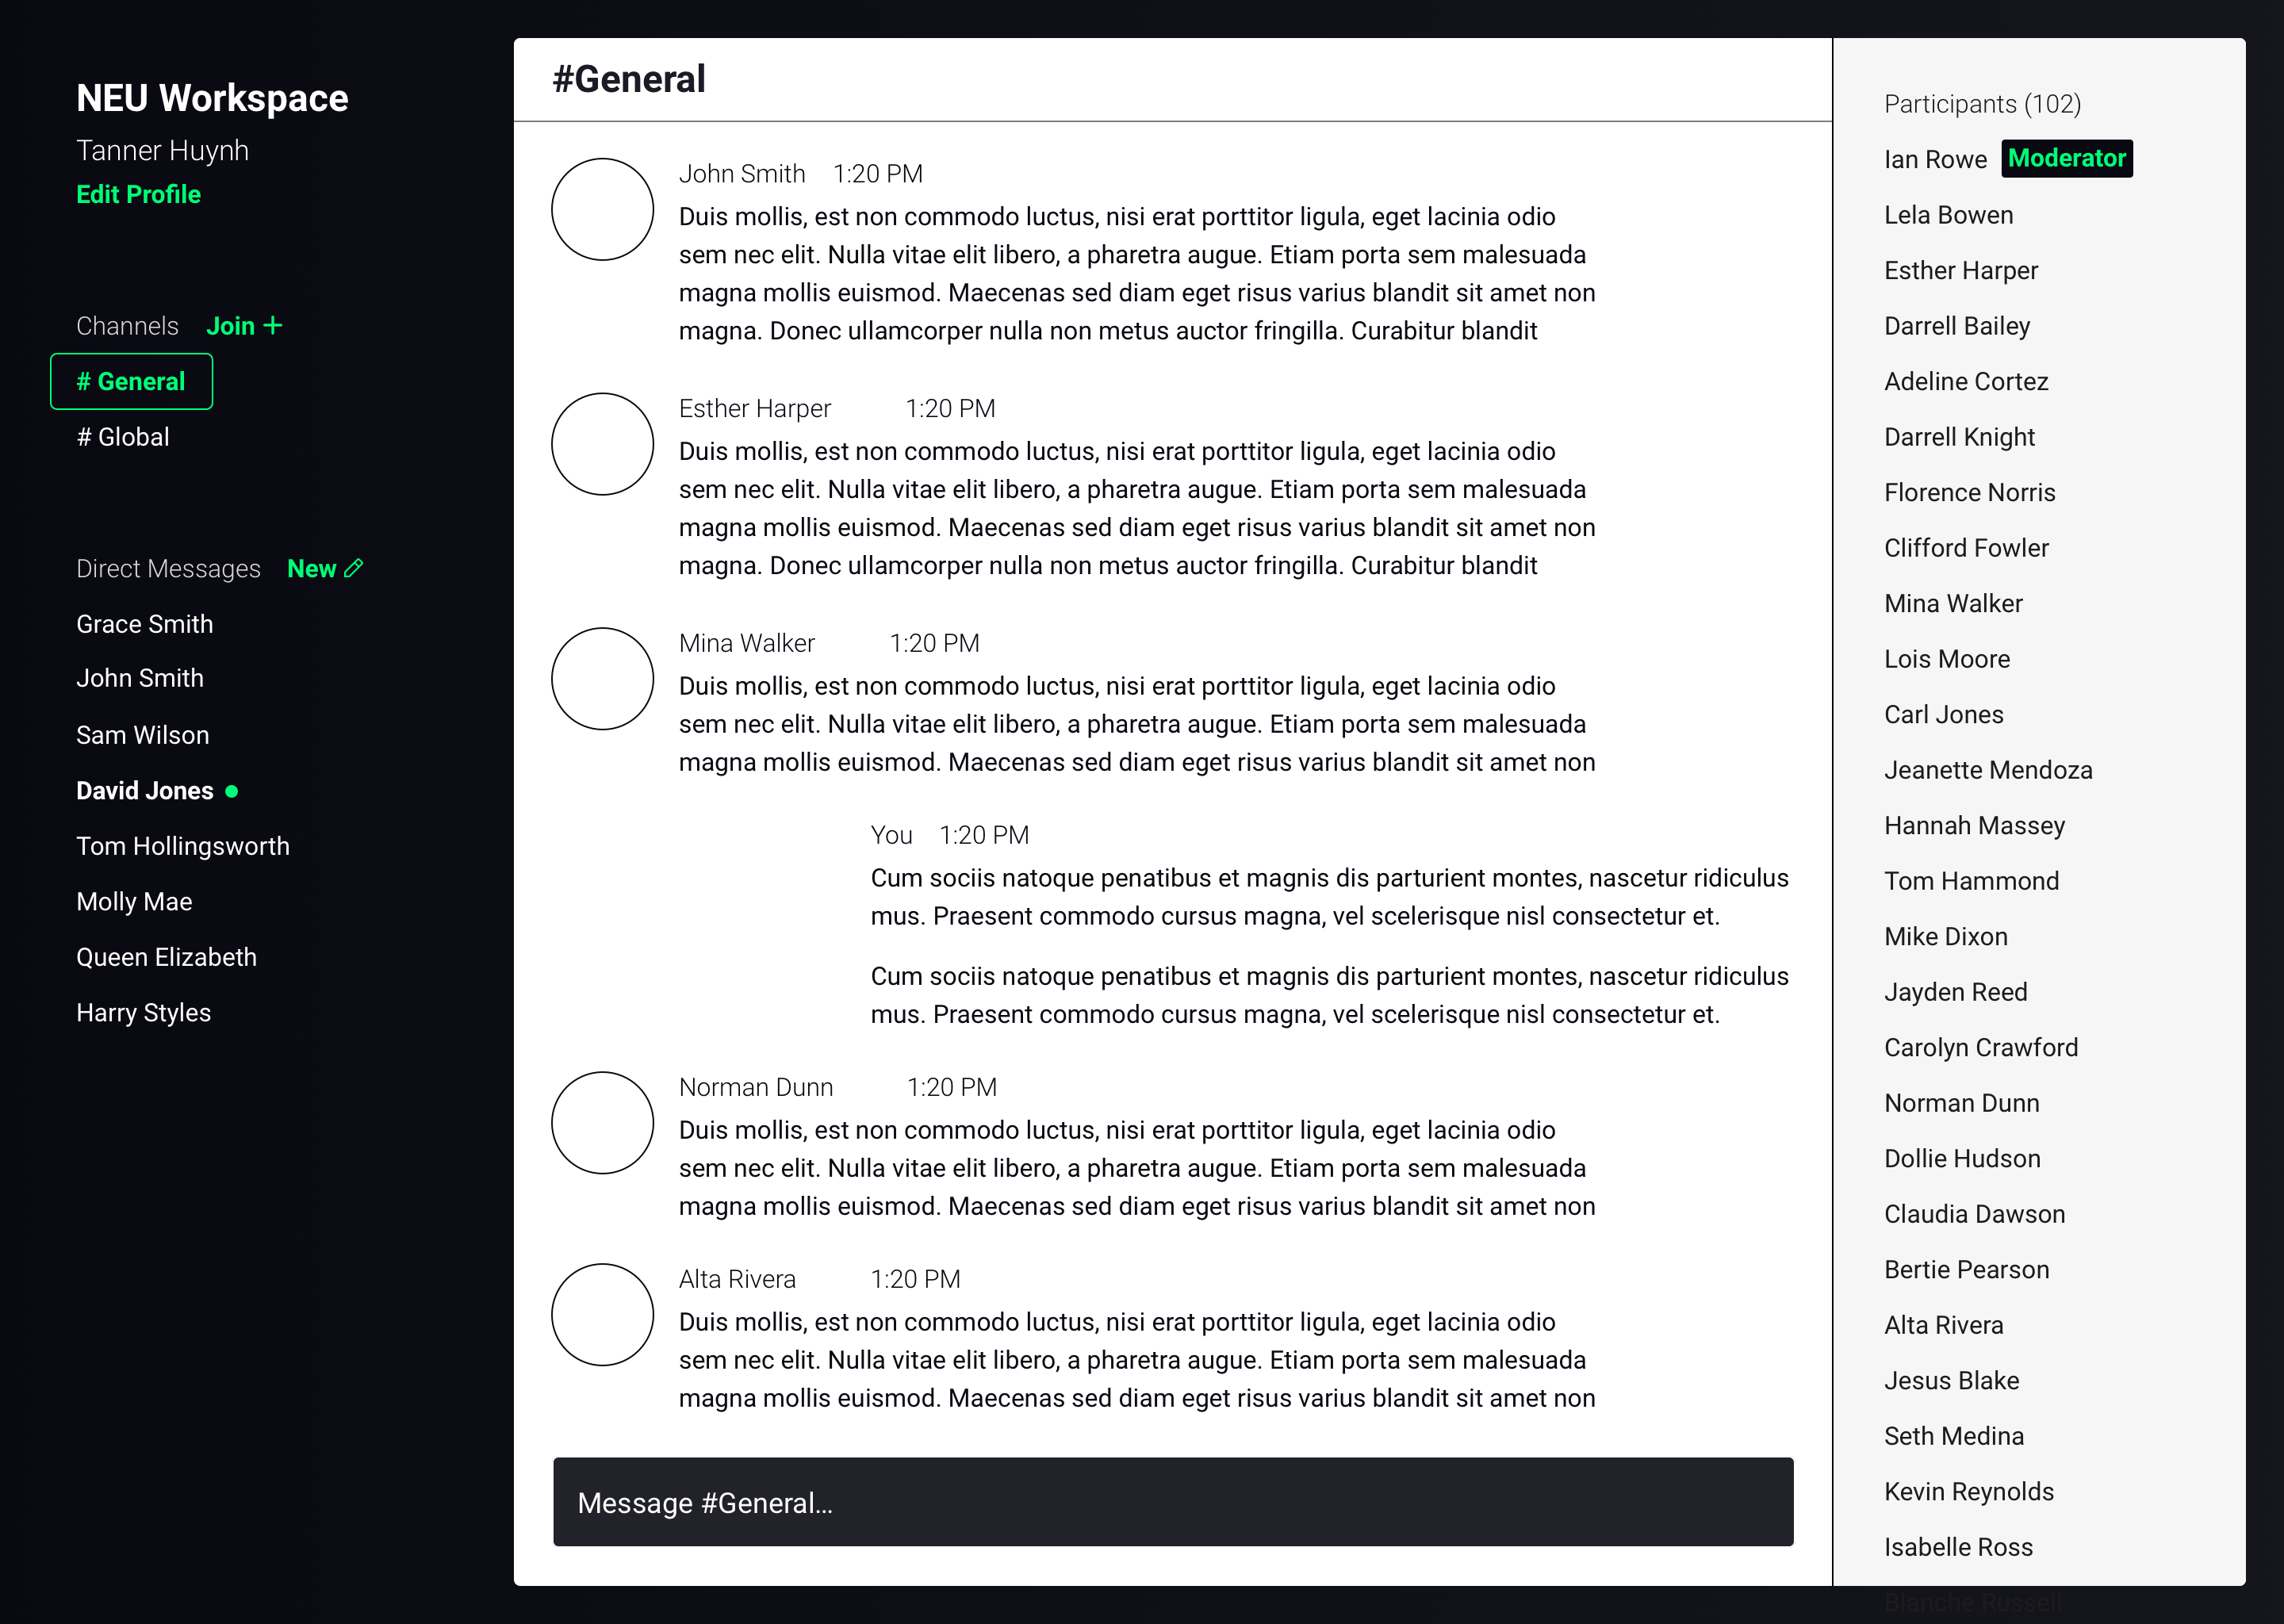 NEU Workspace
Tanner Huynh
Edit Profile
Channels Join +
# General
# Global
Direct Messages New
Grace Smith
John Smith
Sam Wilson
David Jones
Tom Hollingsworth
Molly Mae
Queen Elizabeth
Harry Styles
#General
John Smith 1:20 PM
Duis mollis, est non commodo luctus, nisi erat porttitor ligula, eget lacinia odio
sem nec elit. Nulla vitae elit libero, a pharetra augue. Etiam porta sem malesuada
magna mollis euismod. Maecenas sed diam eget risus varius blandit sit amet non
magna. Donec ullamcorper nulla non metus auctor fringilla. Curabitur blandit
Esther Harper 1:20 PM
Duis mollis, est non commodo luctus, nisi erat porttitor ligula, eget lacinia odio
sem nec elit. Nulla vitae elit libero, a pharetra augue. Etiam porta sem malesuada
magna mollis euismod. Maecenas sed diam eget risus varius blandit sit amet non
magna. Donec ullamcorper nulla non metus auctor fringilla. Curabitur blandit
Mina Walker 1:20 PM
Duis mollis, est non commodo luctus, nisi erat porttitor ligula, eget lacinia odio
sem nec elit. Nulla vitae elit libero, a pharetra augue. Etiam porta sem malesuada
magna mollis euismod. Maecenas sed diam eget risus varius blandit sit amet non
You 1:20 PM
Cum sociis natoque penatibus et magnis dis parturient montes, nascetur ridiculus
mus. Praesent commodo cursus magna, vel scelerisque nisl consectetur et.
Cum sociis natoque penatibus et magnis dis parturient montes, nascetur ridiculus
mus. Praesent commodo cursus magna, vel scelerisque nisl consectetur et.
Norman Dunn 1:20 PM
Duis mollis, est non commodo luctus, nisi erat porttitor ligula, eget lacinia odio
sem nec elit. Nulla vitae elit libero, a pharetra augue. Etiam porta sem malesuada
magna mollis euismod. Maecenas sed diam eget risus varius blandit sit amet non
Alta Rivera 1:20 PM
Duis mollis, est non commodo luctus, nisi erat porttitor ligula, eget lacinia odio
sem nec elit. Nulla vitae elit libero, a pharetra augue. Etiam porta sem malesuada
magna mollis euismod. Maecenas sed diam eget risus varius blandit sit amet non
Message #General…
Participants (102)
Ian Rowe Moderator
Lela Bowen
Esther Harper
Darrell Bailey
Adeline Cortez
Darrell Knight
Florence Norris
Clifford Fowler
Mina Walker
Lois Moore
Carl Jones
Jeanette Mendoza
Hannah Massey
Tom Hammond
Mike Dixon
Jayden Reed
Carolyn Crawford
Norman Dunn
Dollie Hudson
Claudia Dawson
Bertie Pearson
Alta Rivera
Jesus Blake
Seth Medina
Kevin Reynolds
Isabelle Ross
Blanche Russell